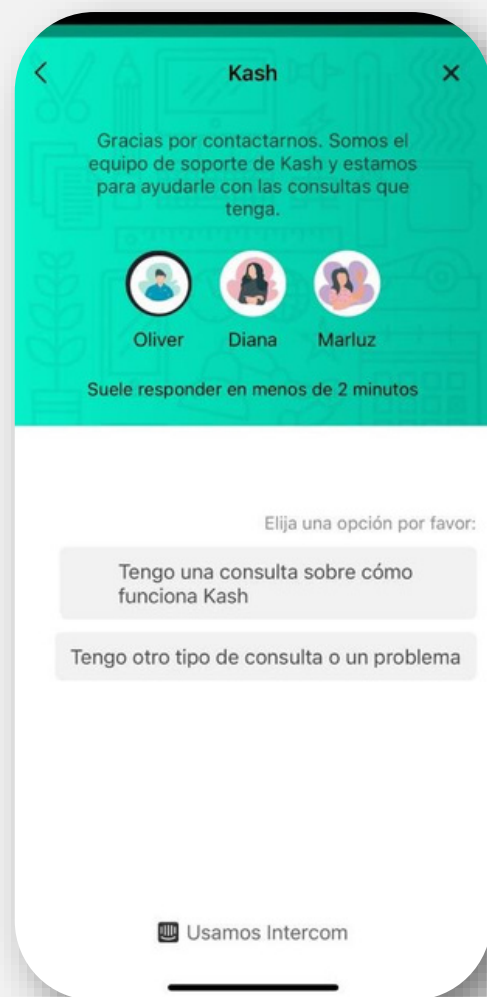 Kash
Gracias por contactarnos. Somos el
equipo de soporte de Kash y estamos
para ayudarle con las consultas que
tenga.
Oliver Diana Marluz
Suele responder en menos de 2 minutos
Elija una opción por favor:
Tengo una consulta sobre cómo
funciona Kash
Tengo otro tipo de consulta o un problema
Usamos Intercom